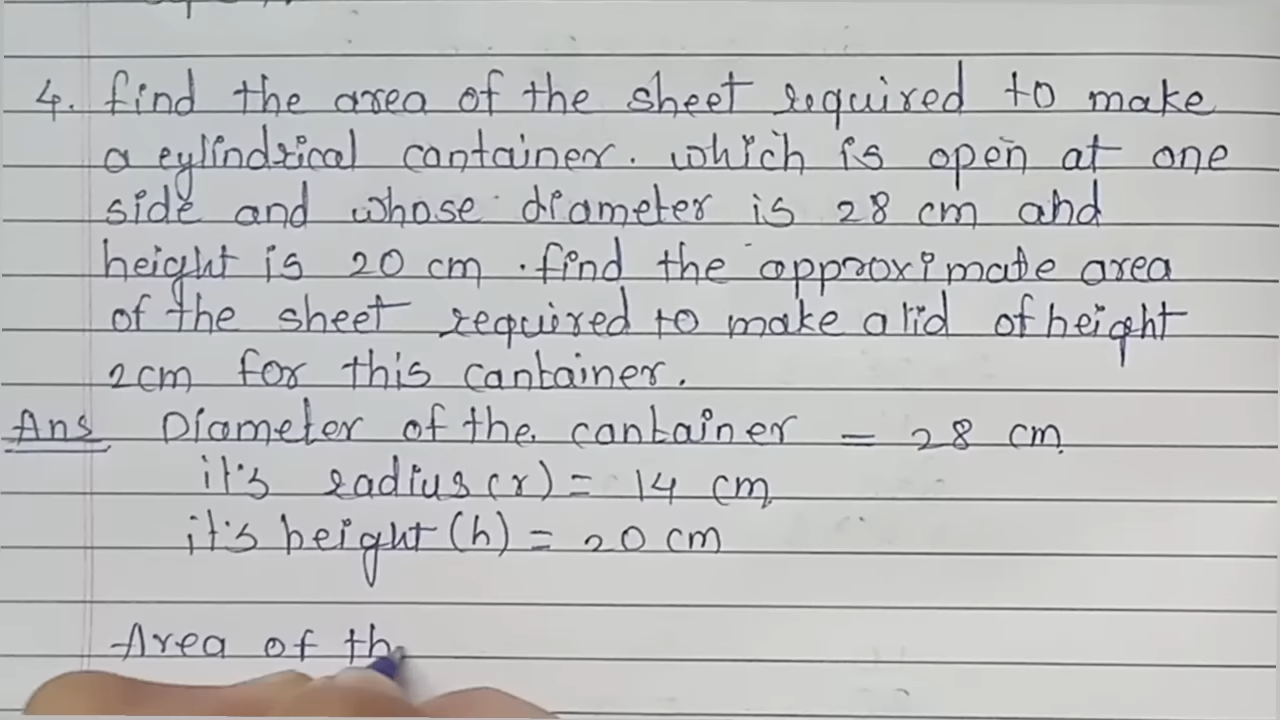 4. find the area of the sheet required to make
a cylindrical cantainer. which is open at one
side and whose diameter is 28 cm and
height is 20 cm. find the approximate area
of the sheet required to make a lid of height
2cm for this cantainer.
Ans Diameter of the cantainer = 28 cm.
it's radius (r) = 14 cm.
it's height (h) = 20 cm
Area of th